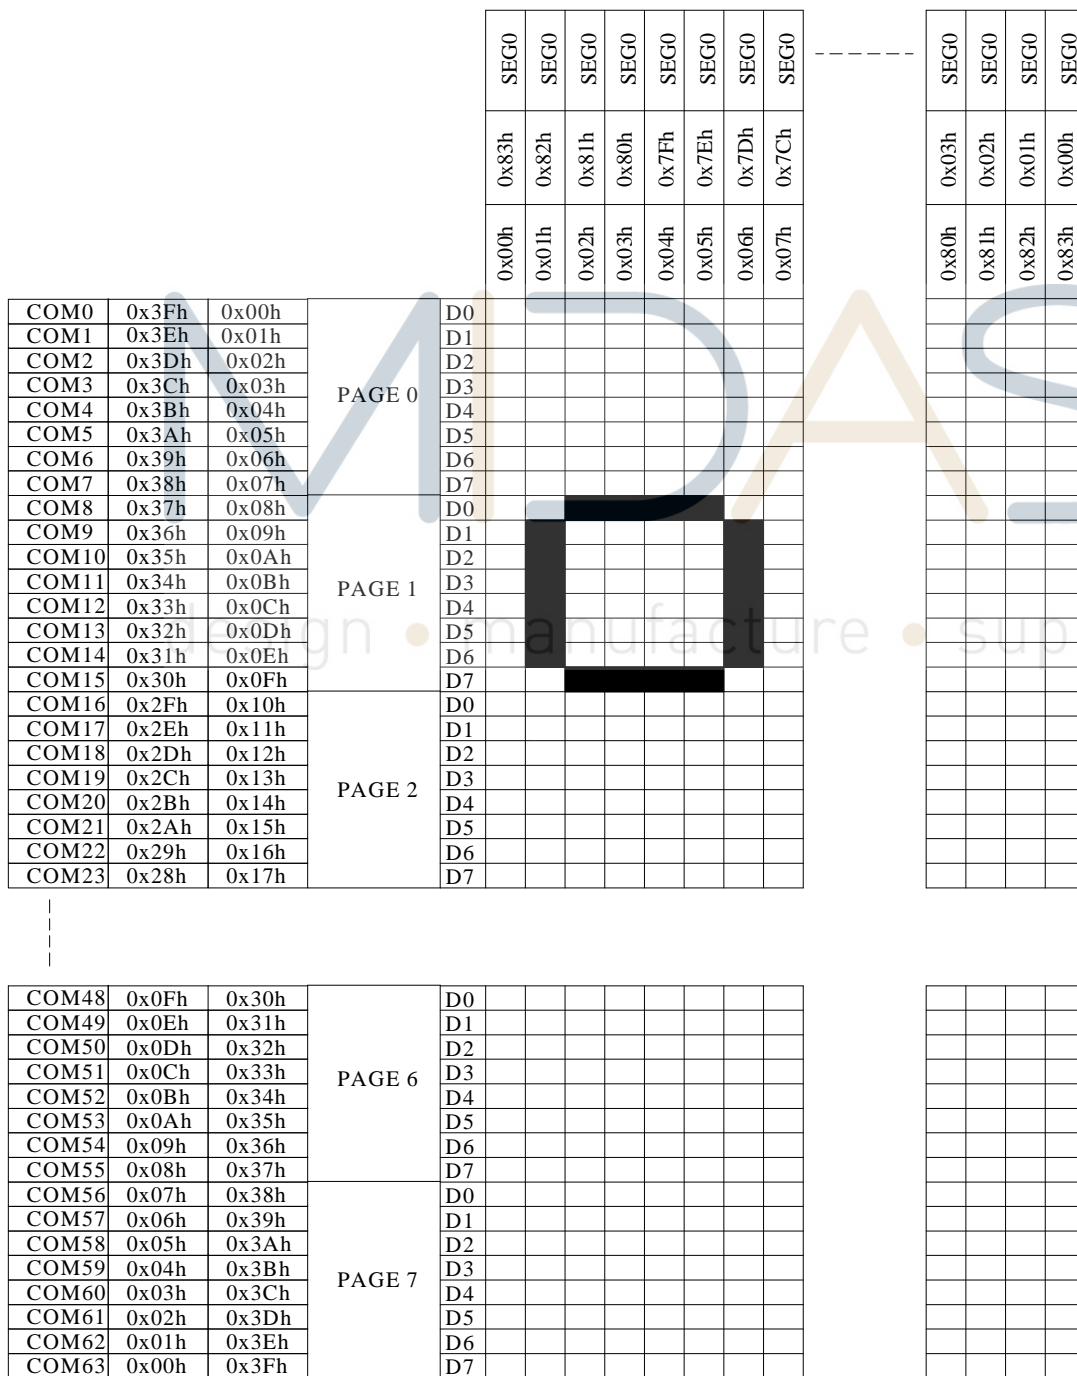 SEG0 SEG0 SEG0 SEG0 SEG0 SEG0 SEG0 SEG0 SEG0 SEG0 SEG0 SEG0
0x83h 0x82h 0x81h 0x80h 0x7Fh 0x7Eh 0x7Dh 0x7Ch 0x03h 0x02h 0x01h 0x00h
0x00h 0x01h 0x02h 0x03h 0x04h 0x05h 0x06h 0x07h 0x80h 0x81h 0x82h 0x83h
COM0 0x3Fh 0x00h D0
COM1 0x3Eh 0x01h D1
COM2 0x3Dh 0x02h D2
COM3 0x3Ch 0x03h PAGE 0 D3
COM4 0x3Bh 0x04h D4
COM5 0x3Ah 0x05h D5
COM6 0x39h 0x06h D6
COM7 0x38h 0x07h D7
COM8 0x37h 0x08h D0
COM9 0x36h 0x09h D1
COM10 0x35h 0x0Ah D2
COM11 0x34h 0x0Bh PAGE 1 D3
COM12 0x33h 0x0Ch D4
COM13 0x32h 0x0Dh D5
COM14 0x31h 0x0Eh D6
COM15 0x30h 0x0Fh D7
COM16 0x2Fh 0x10h D0
COM17 0x2Eh 0x11h D1
COM18 0x2Dh 0x12h D2
COM19 0x2Ch 0x13h PAGE 2 D3
COM20 0x2Bh 0x14h D4
COM21 0x2Ah 0x15h D5
COM22 0x29h 0x16h D6
COM23 0x28h 0x17h D7
COM48 0x0Fh 0x30h D0
COM49 0x0Eh 0x31h D1
COM50 0x0Dh 0x32h D2
COM51 0x0Ch 0x33h PAGE 6 D3
COM52 0x0Bh 0x34h D4
COM53 0x0Ah 0x35h D5
COM54 0x09h 0x36h D6
COM55 0x08h 0x37h D7
COM56 0x07h 0x38h D0
COM57 0x06h 0x39h D1
COM58 0x05h 0x3Ah D2
COM59 0x04h 0x3Bh PAGE 7 D3
COM60 0x03h 0x3Ch D4
COM61 0x02h 0x3Dh D5
COM62 0x01h 0x3Eh D6
COM63 0x00h 0x3Fh D7
MDAS
design • manufacture • sup